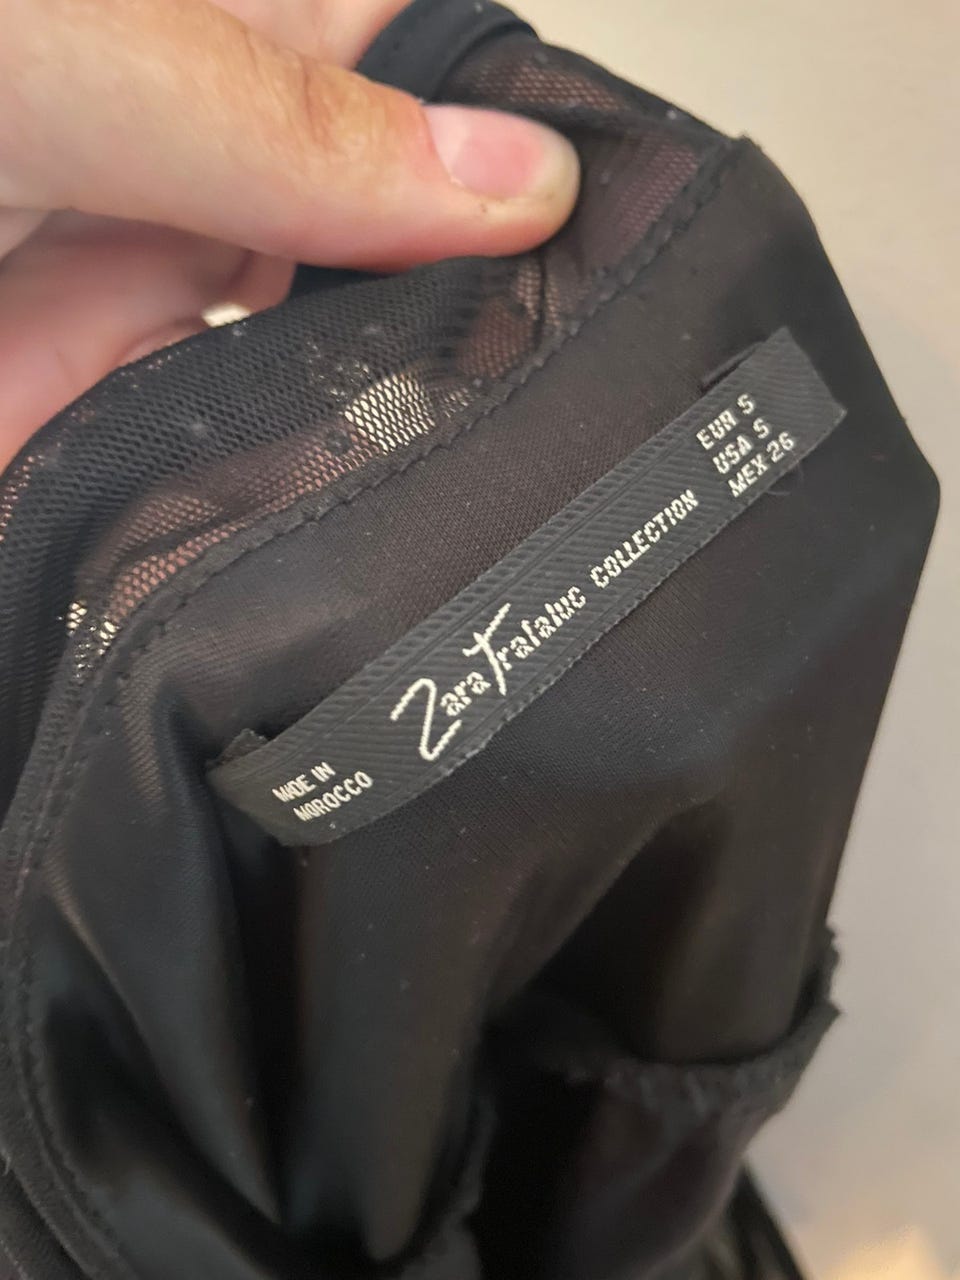 MADE IN
MOROCCO
Zara Trafaluc COLLECTION
EUR S
USA S
MEX 26